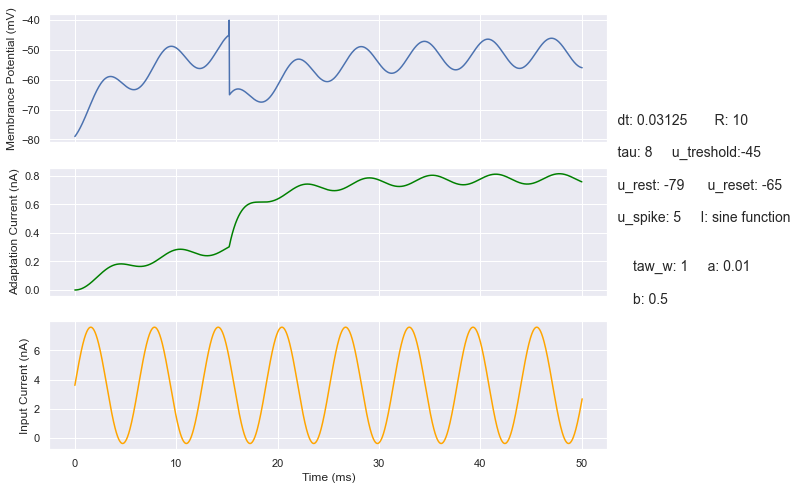 Membrance Potential (mV)
−40
−50
−60
−70
−80
Adaptation Current (nA)
0.8
0.6
0.4
0.2
0.0
Input Current (nA)
6
4
2
0
0 10 20 30 40 50
Time (ms)
dt: 0.03125 R: 10
tau: 8 u_treshold:-45
u_rest: -79 u_reset: -65
u_spike: 5 I: sine function
taw_w: 1 a: 0.01
b: 0.5